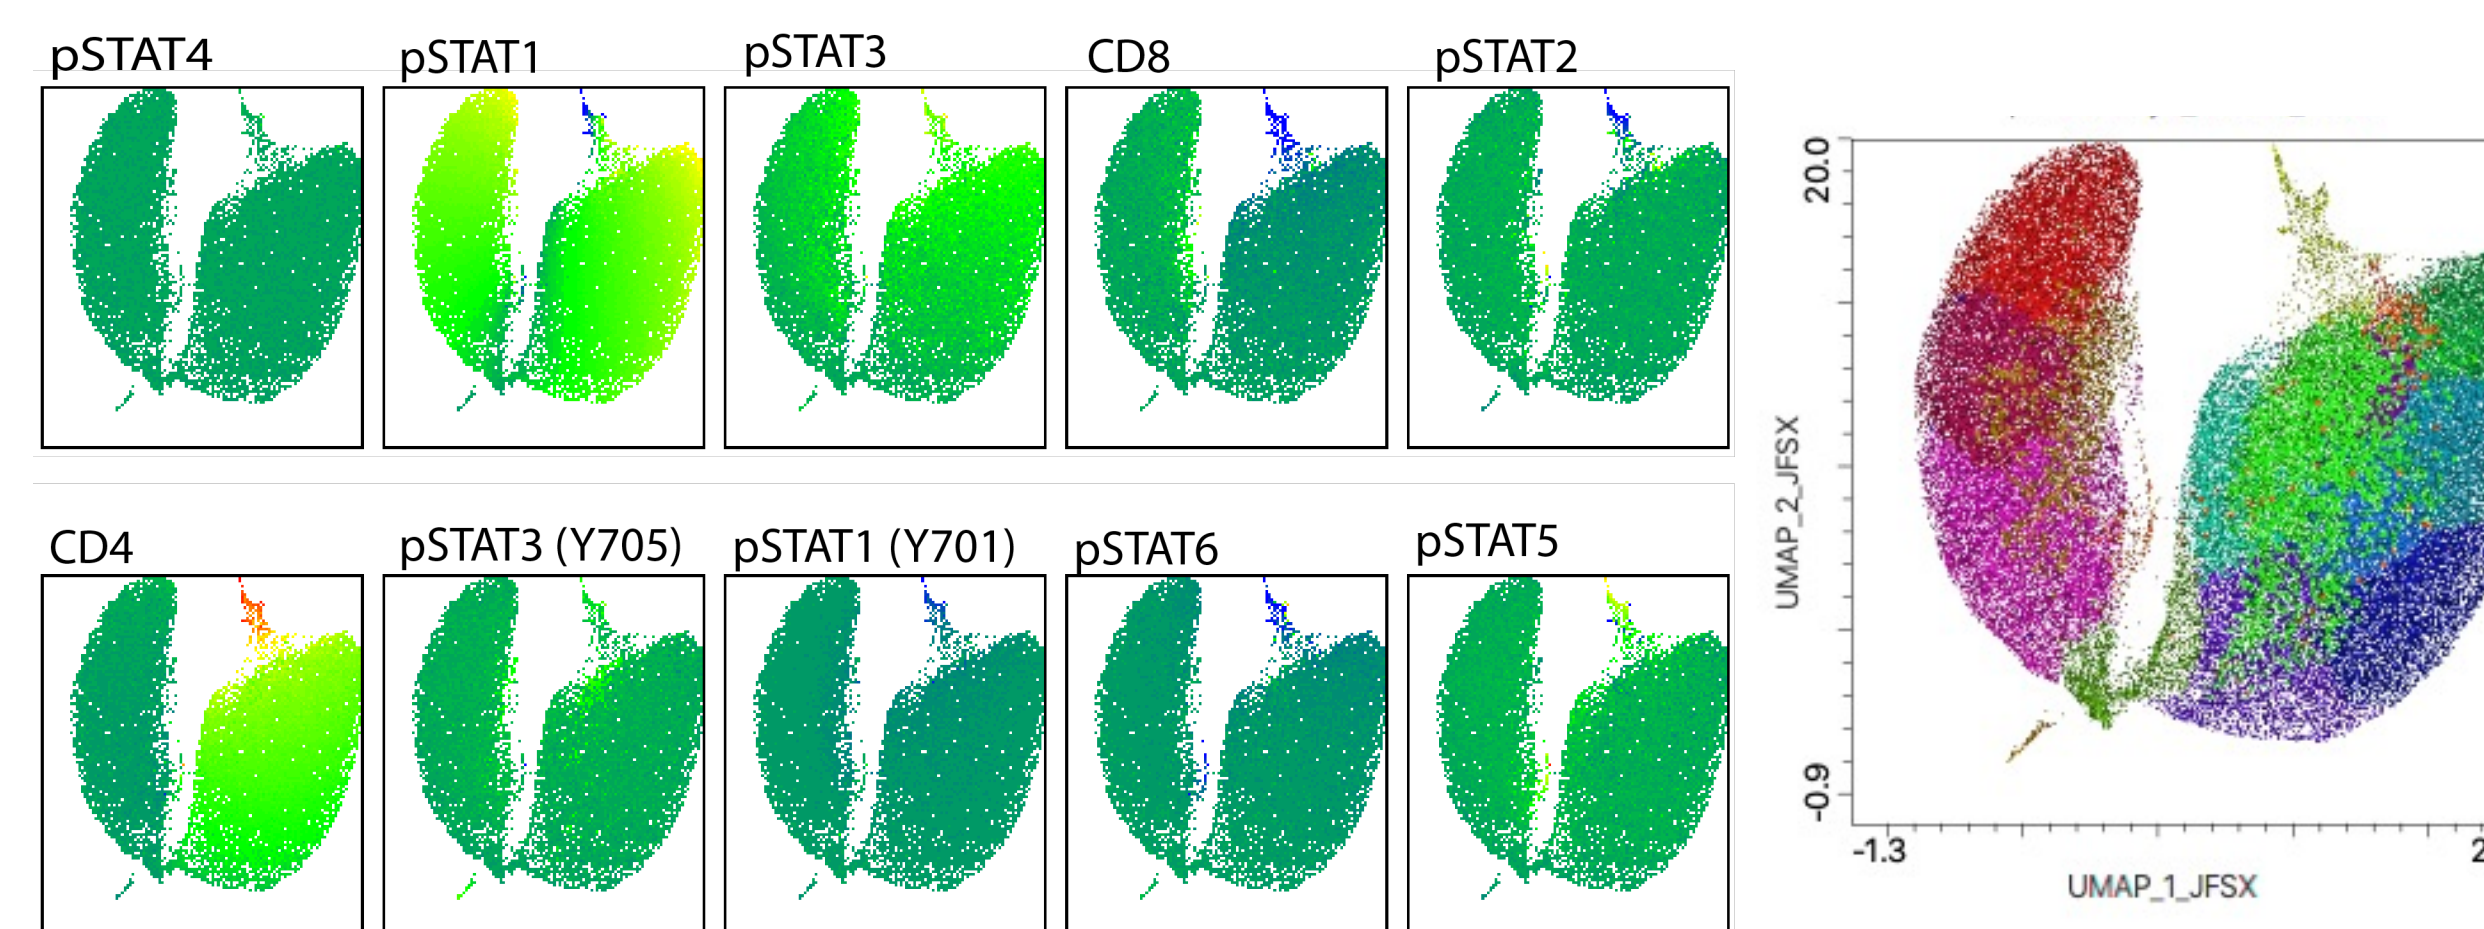 pSTAT4
pSTAT1
pSTAT3
CD8
pSTAT2
CD4
pSTAT3 (Y705)
pSTAT1 (Y701)
pSTAT6
pSTAT5
20.0
UMAP_2_JFSX
-0.9
-1.3
2
UMAP_1_JFSX